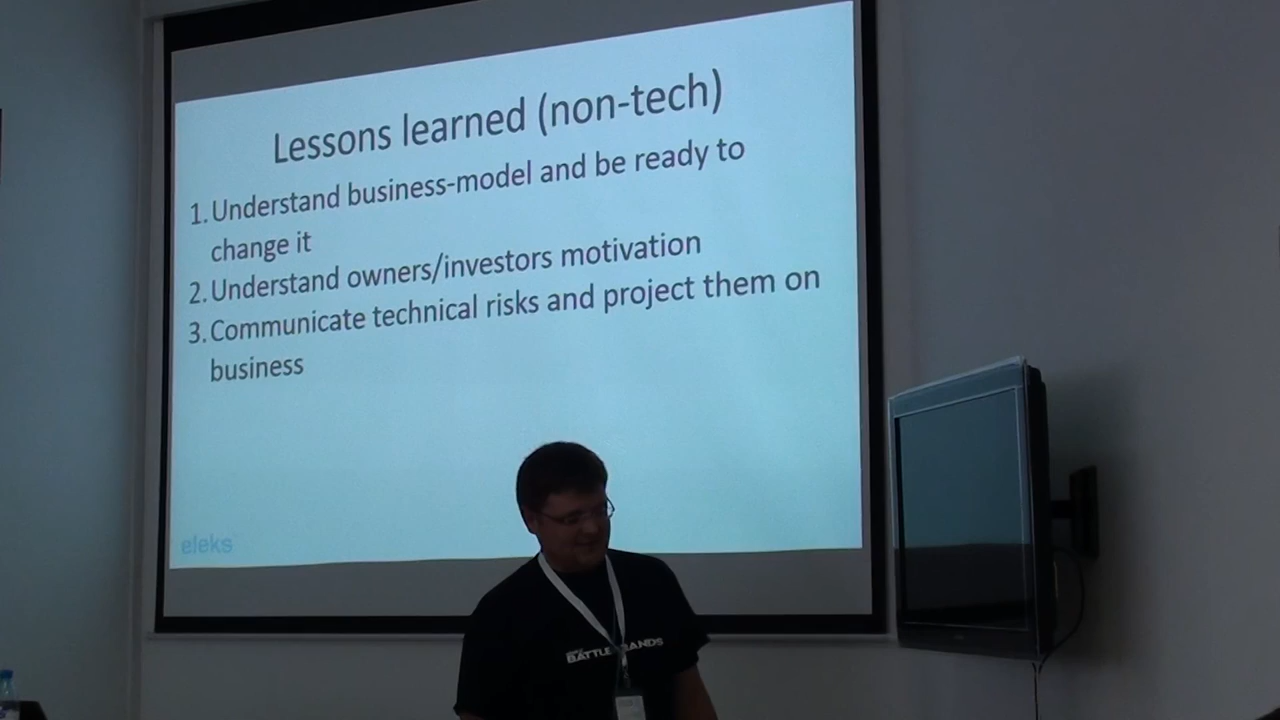 Lessons learned (non-tech)
1. Understand business-model and be ready to
change it
2. Understand owners/investors motivation
3. Communicate technical risks and project them on
business
eleks
BATTLE